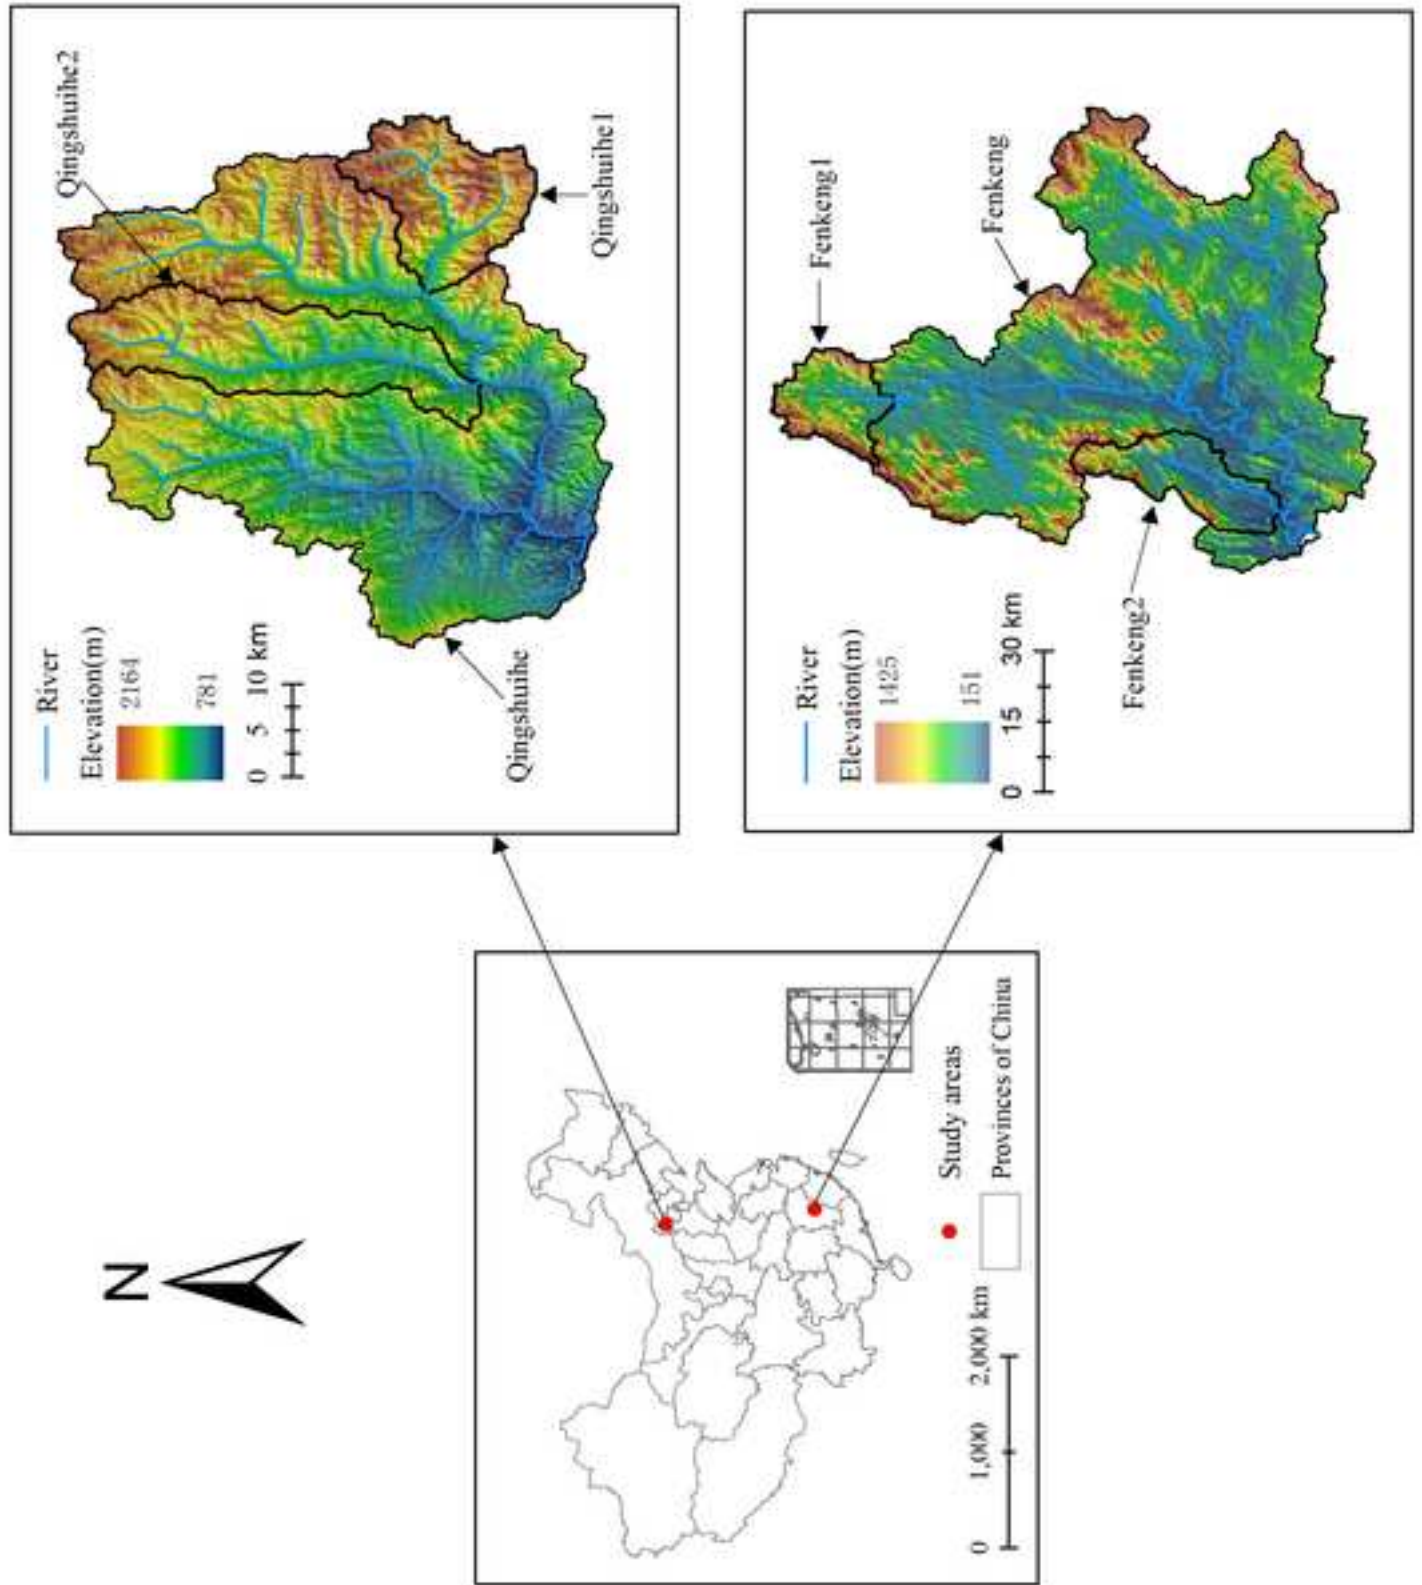 N
Study areas
Provinces of China
0 1,000 2,000 km
Qingshuihe2
Qingshuihe1
Qingshuihe
River
Elevation(m)
2164
781
0 5 10 km
Fenkeng1
Fenkeng
Fenkeng2
River
Elevation(m)
1425
151
0 15 30 km